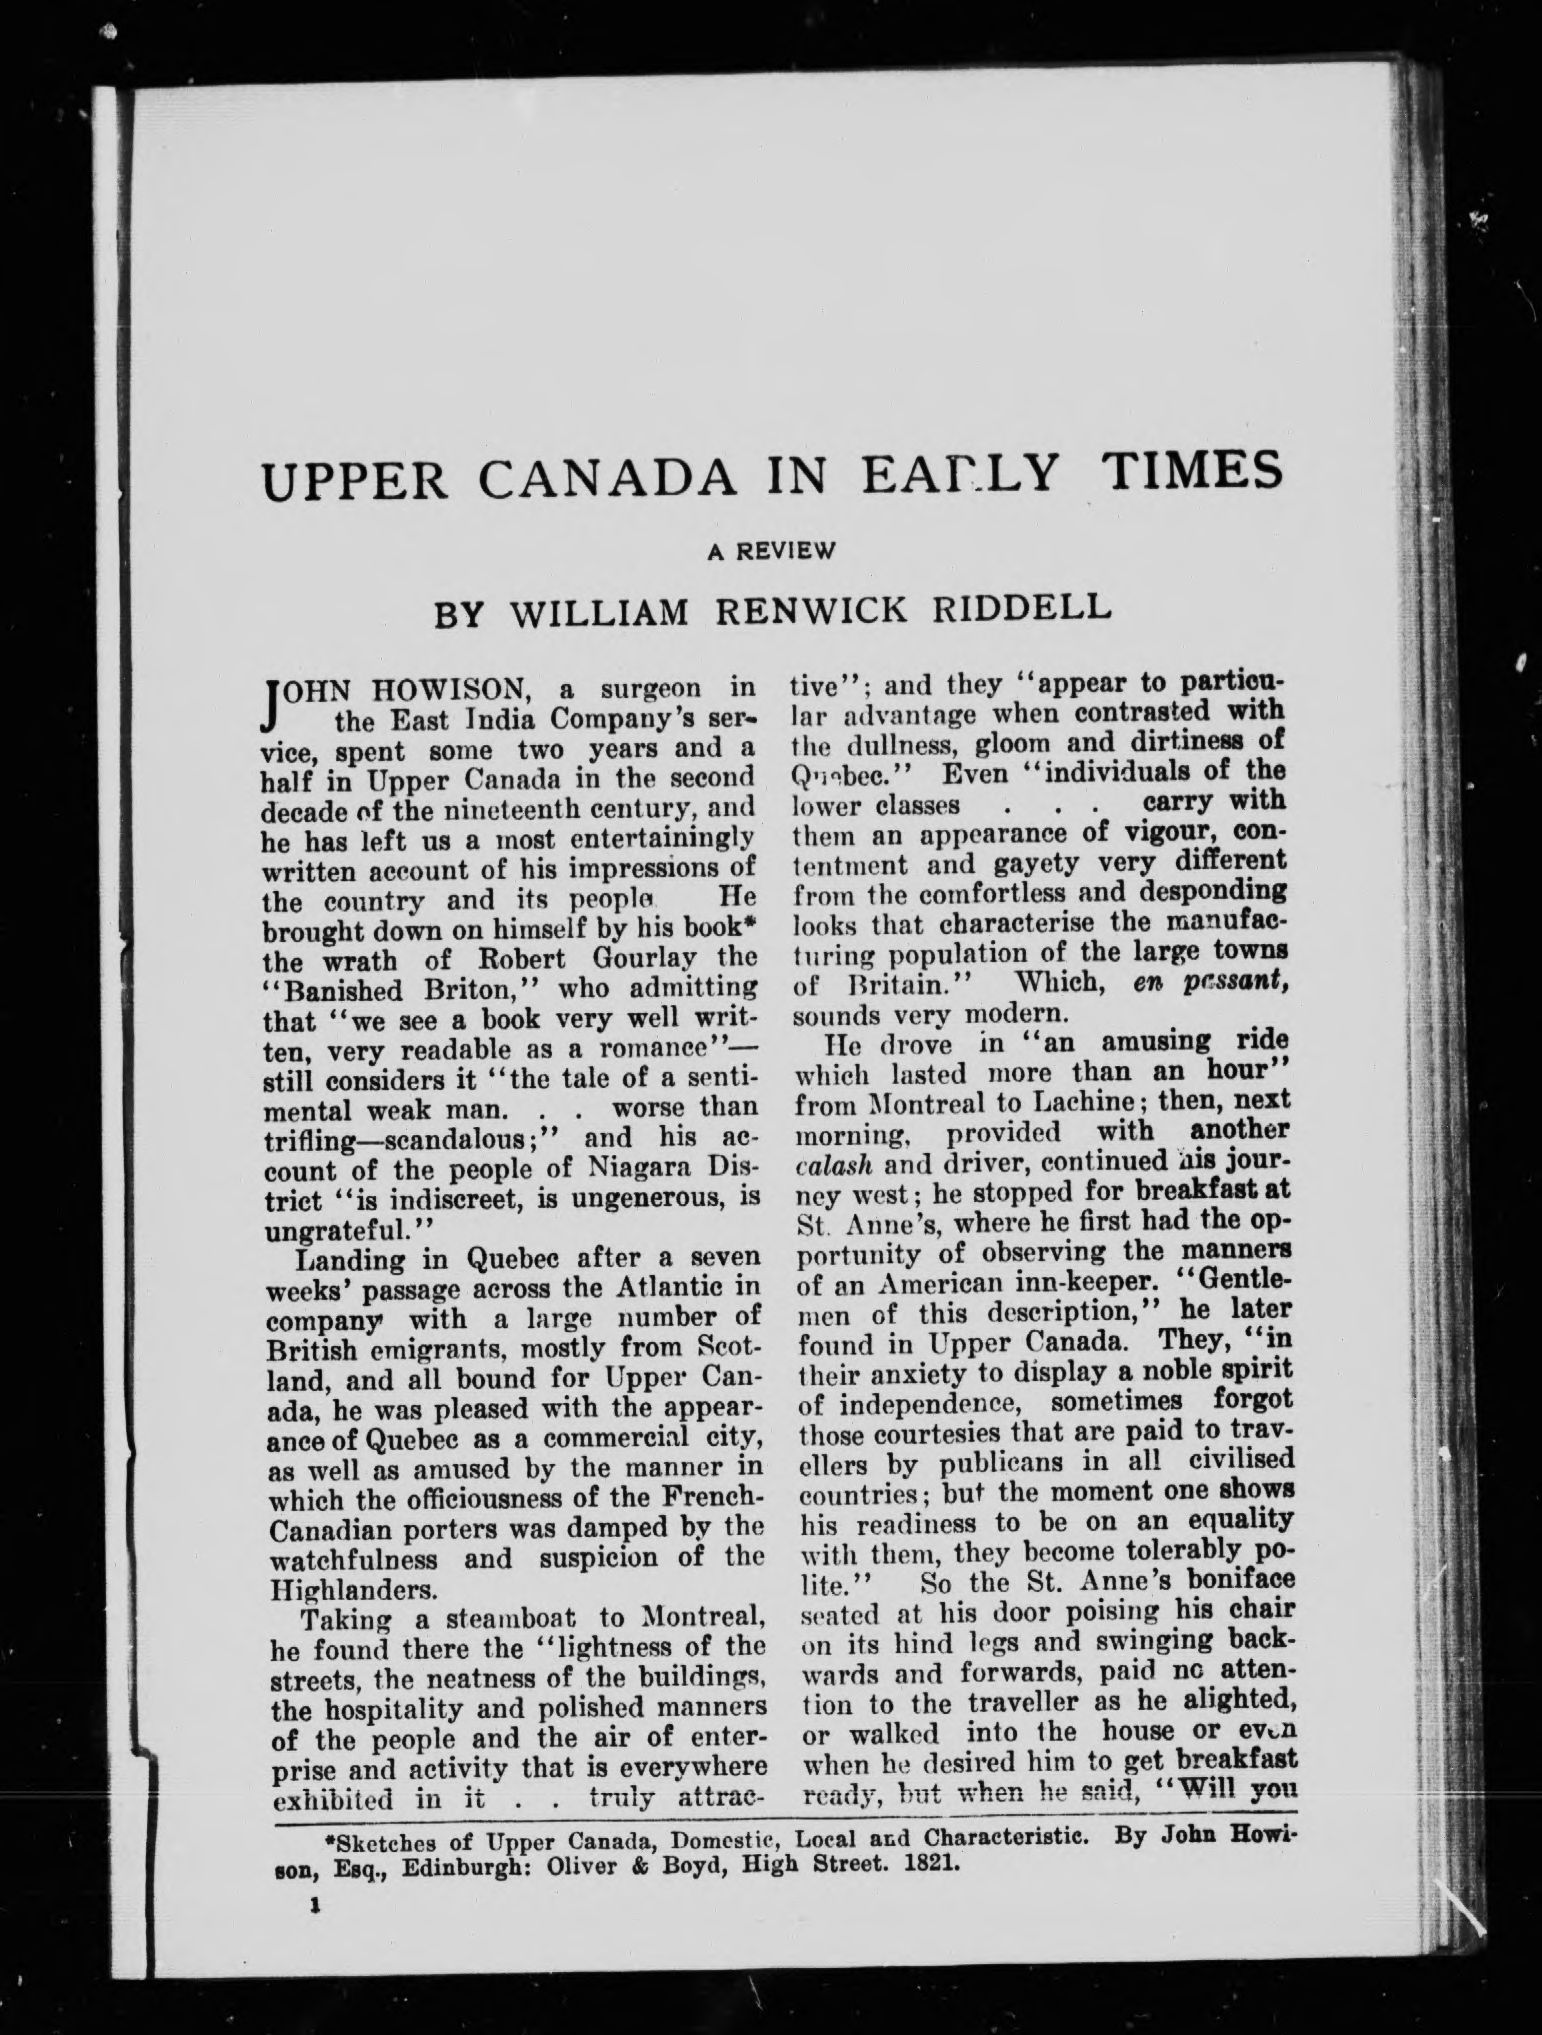 UPPER CANADA IN EARLY TIMES
A REVIEW
BY WILLIAM RENWICK RIDDELL
JOHN HOWISON, a surgeon in
the East India Company's ser-
vice, spent some two years and a
half in Upper Canada in the second
decade of the nineteenth century, and
he has left us a most entertainingly
written account of his impressions of
the country and its people He
brought down on himself by his book*
the wrath of Robert Gourlay the
"Banished Briton," who admitting
that "we see a book very well writ-
ten, very readable as a romance"—
still considers it "the tale of a senti-
mental weak man. . . worse than
trifling—scandalous;" and his ac-
count of the people of Niagara Dis-
trict "is indiscreet, is ungenerous, is
ungrateful."
Landing in Quebec after a seven
weeks' passage across the Atlantic in
company with a large number of
British emigrants, mostly from Scot-
land, and all bound for Upper Can-
ada, he was pleased with the appear-
ance of Quebec as a commercial city,
as well as amused by the manner in
which the officiousness of the French-
Canadian porters was damped by the
watchfulness and suspicion of the
Highlanders.
Taking a steamboat to Montreal,
he found there the "lightness of the
streets, the neatness of the buildings,
the hospitality and polished manners
of the people and the air of enter-
prise and activity that is everywhere
exhibited in it . . truly attrac-
tive"; and they "appear to particu-
lar advantage when contrasted with
the dullness, gloom and dirtiness of
Quebec." Even "individuals of the
lower classes . . . carry with
them an appearance of vigour, con-
tentment and gayety very different
from the comfortless and desponding
looks that characterise the manufac-
turing population of the large towns
of Britain." Which, en passant,
sounds very modern.
He drove in "an amusing ride
which lasted more than an hour"
from Montreal to Lachine; then, next
morning, provided with another
calash and driver, continued his jour-
ney west; he stopped for breakfast at
St. Anne's, where he first had the op-
portunity of observing the manners
of an American inn-keeper. "Gentle-
men of this description," he later
found in Upper Canada. They, "in
their anxiety to display a noble spirit
of independence, sometimes forgot
those courtesies that are paid to trav-
ellers by publicans in all civilised
countries; but the moment one shows
his readiness to be on an equality
with them, they become tolerably po-
lite." So the St. Anne's boniface
seated at his door poising his chair
on its hind legs and swinging back-
wards and forwards, paid no atten-
tion to the traveller as he alighted,
or walked into the house or even
when he desired him to get breakfast
ready, but when he said, "Will you
*Sketches of Upper Canada, Domestic, Local and Characteristic. By John Howi-
son, Esq., Edinburgh: Oliver & Boyd, High Street. 1821.
1